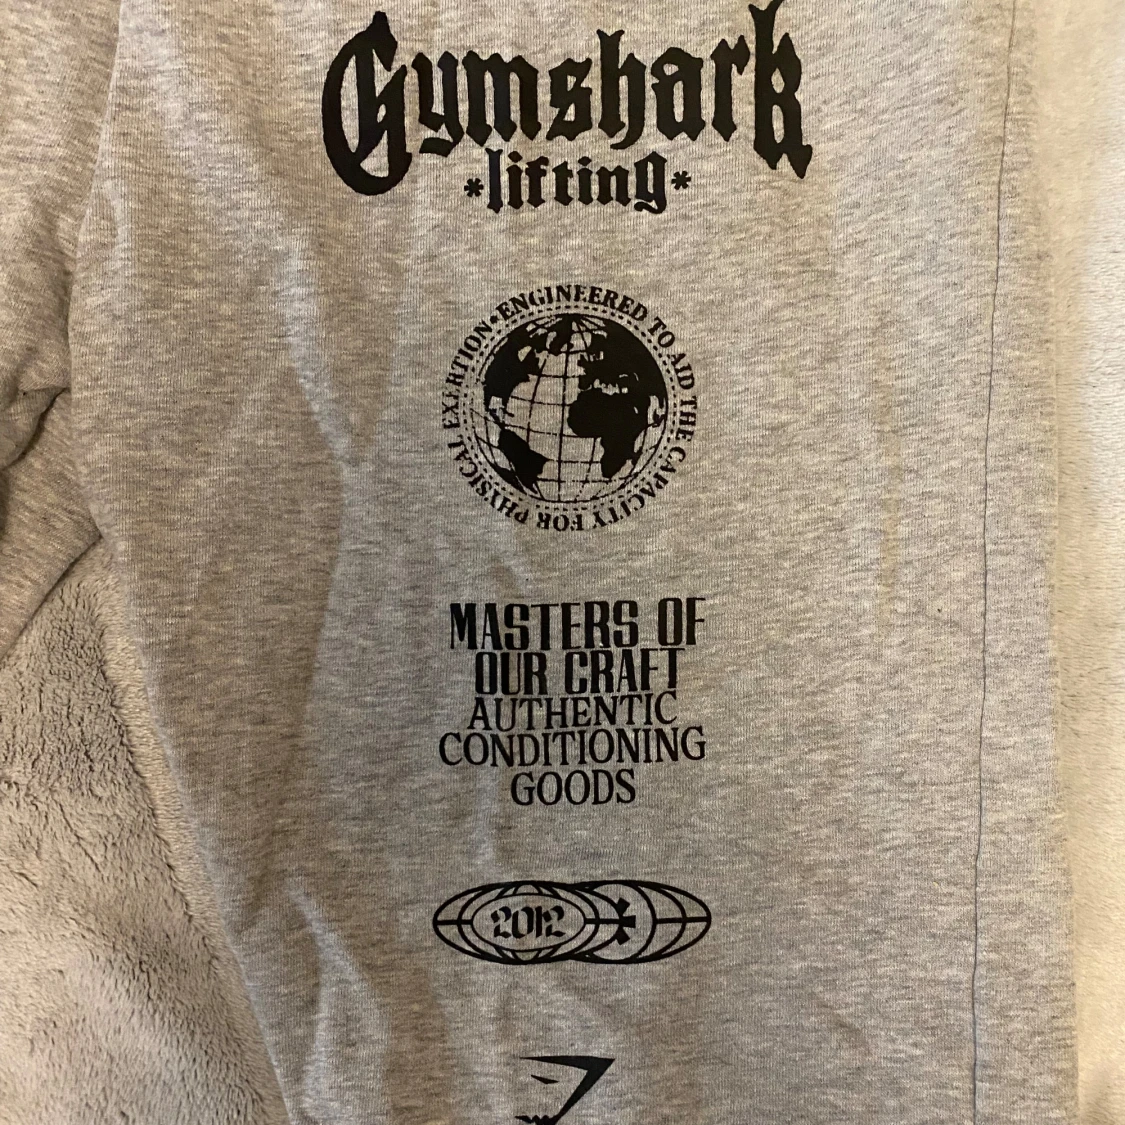 Gymshark
*lifting*
•ENGINEERED TO AID THE CAPACITY FOR PHYSICAL EXERTION
MASTERS OF
OUR CRAFT
AUTHENTIC
CONDITIONING
GOODS
2012